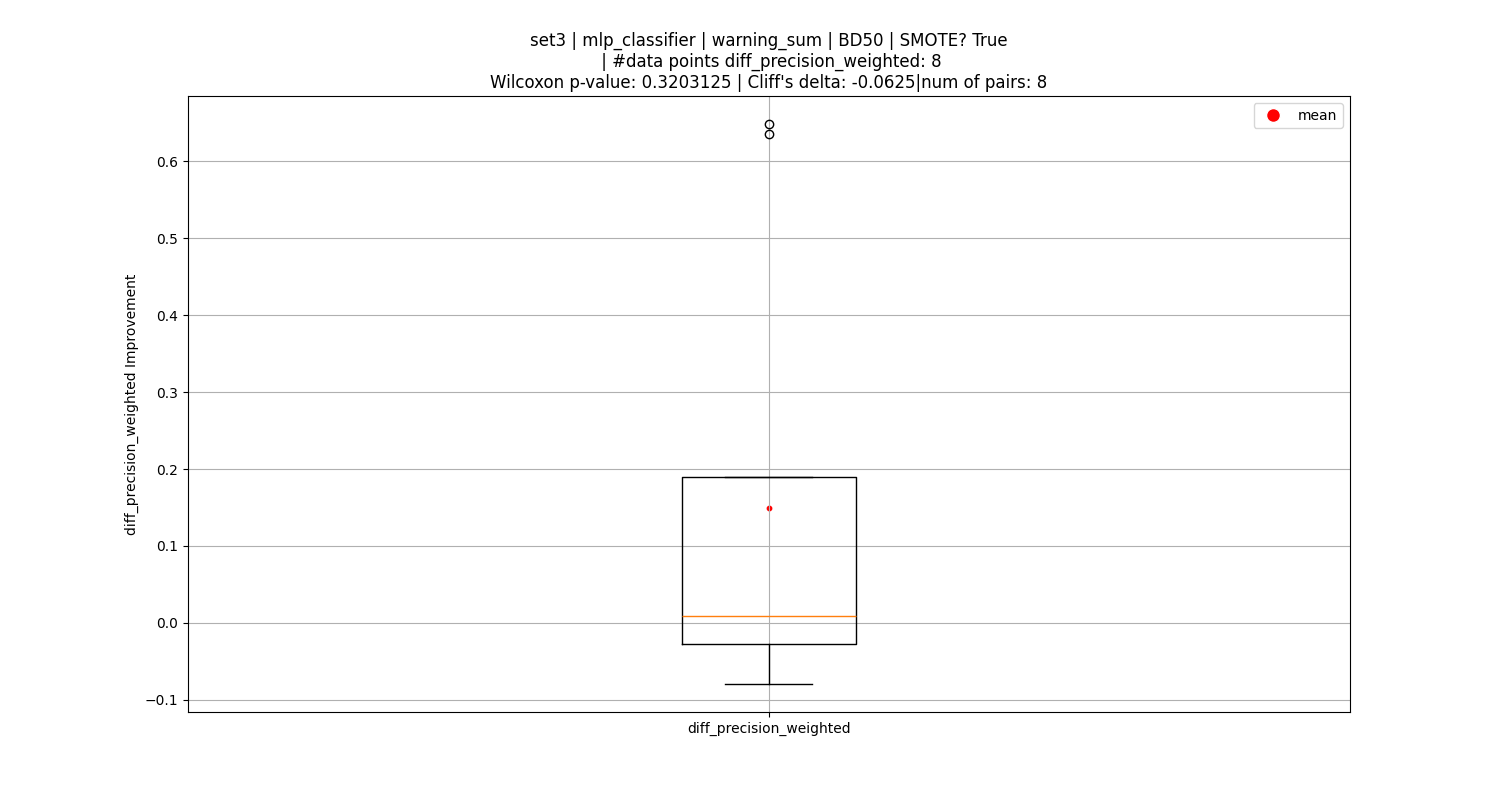 set3 | mlp_classifier | warning_sum | BD50 | SMOTE? True
| #data points diff_precision_weighted: 8
Wilcoxon p-value: 0.3203125 | Cliff's delta: -0.0625|num of pairs: 8
mean
0.6
0.5
0.4
0.3
0.2
0.1
0.0
−0.1
diff_precision_weighted Improvement
diff_precision_weighted